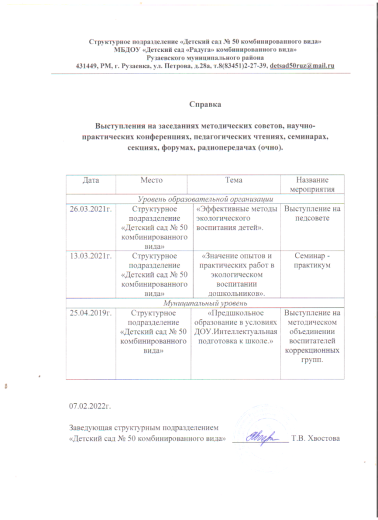 Структурное подразделение «Детский сад № 50 комбинированного вида»
МБДОУ «Детский сад «Радуга» комбинированного вида»
Рузаевского муниципального района
431449, РМ, г. Рузаевка, ул. Петрова, д.28а, т.8(83451)2-27-39, detsad50ruz@mail.ru
Справка
Выступления на заседаниях методических советов, научно-
практических конференциях, педагогических чтениях, семинарах,
секциях, форумах, радиопередачах (очно).
Дата Место Тема Название
мероприятия
Уровень образовательной организации
26.03.2021г. Структурное «Эффективные методы Выступление на
подразделение экологического педсовете
«Детский сад № 50 воспитания детей».
комбинированного
вида»
13.03.2021г. Структурное «Значение опытов и Семинар -
подразделение практических работ в практикум
«Детский сад № 50 экологическом
комбинированного воспитании
вида» дошкольников».
Муниципальный уровень
25.04.2019г. Структурное «Предшкольное Выступление на
подразделение образование в условиях методическом
«Детский сад № 50 ДОУ.Интеллектуальная объединении
комбинированного подготовка к школе.» воспитателей
вида» коррекционных
групп.
07.02.2022г.
Заведующая структурным подразделением
«Детский сад № 50 комбинированного вида» Т.В. Хвостова